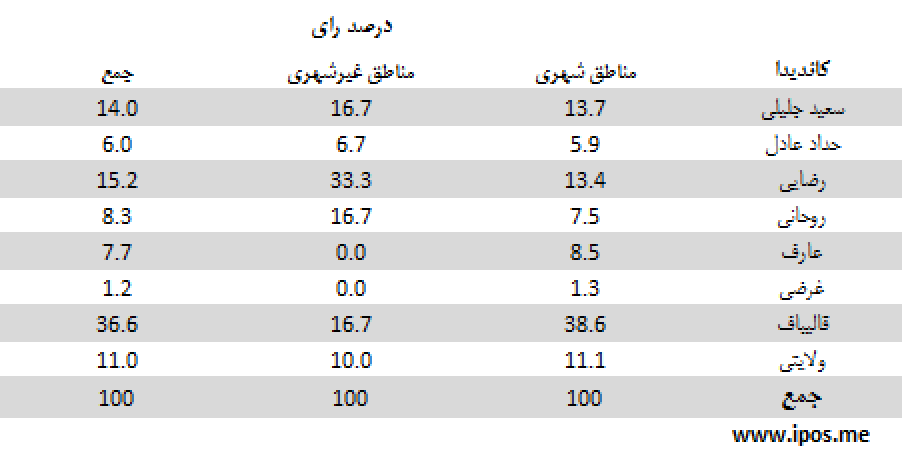 درصد رای
کاندیدا مناطق شهری مناطق غیرشهری جمع
سعید جلیلی 13.7 16.7 14.0
حداد عادل 5.9 6.7 6.0
رضایی 13.4 33.3 15.2
روحانی 7.5 16.7 8.3
عارف 8.5 0.0 7.7
غرضی 1.3 0.0 1.2
قالیباف 38.6 16.7 36.6
ولایتی 11.1 10.0 11.0
جمع 100 100 100
www.ipos.me